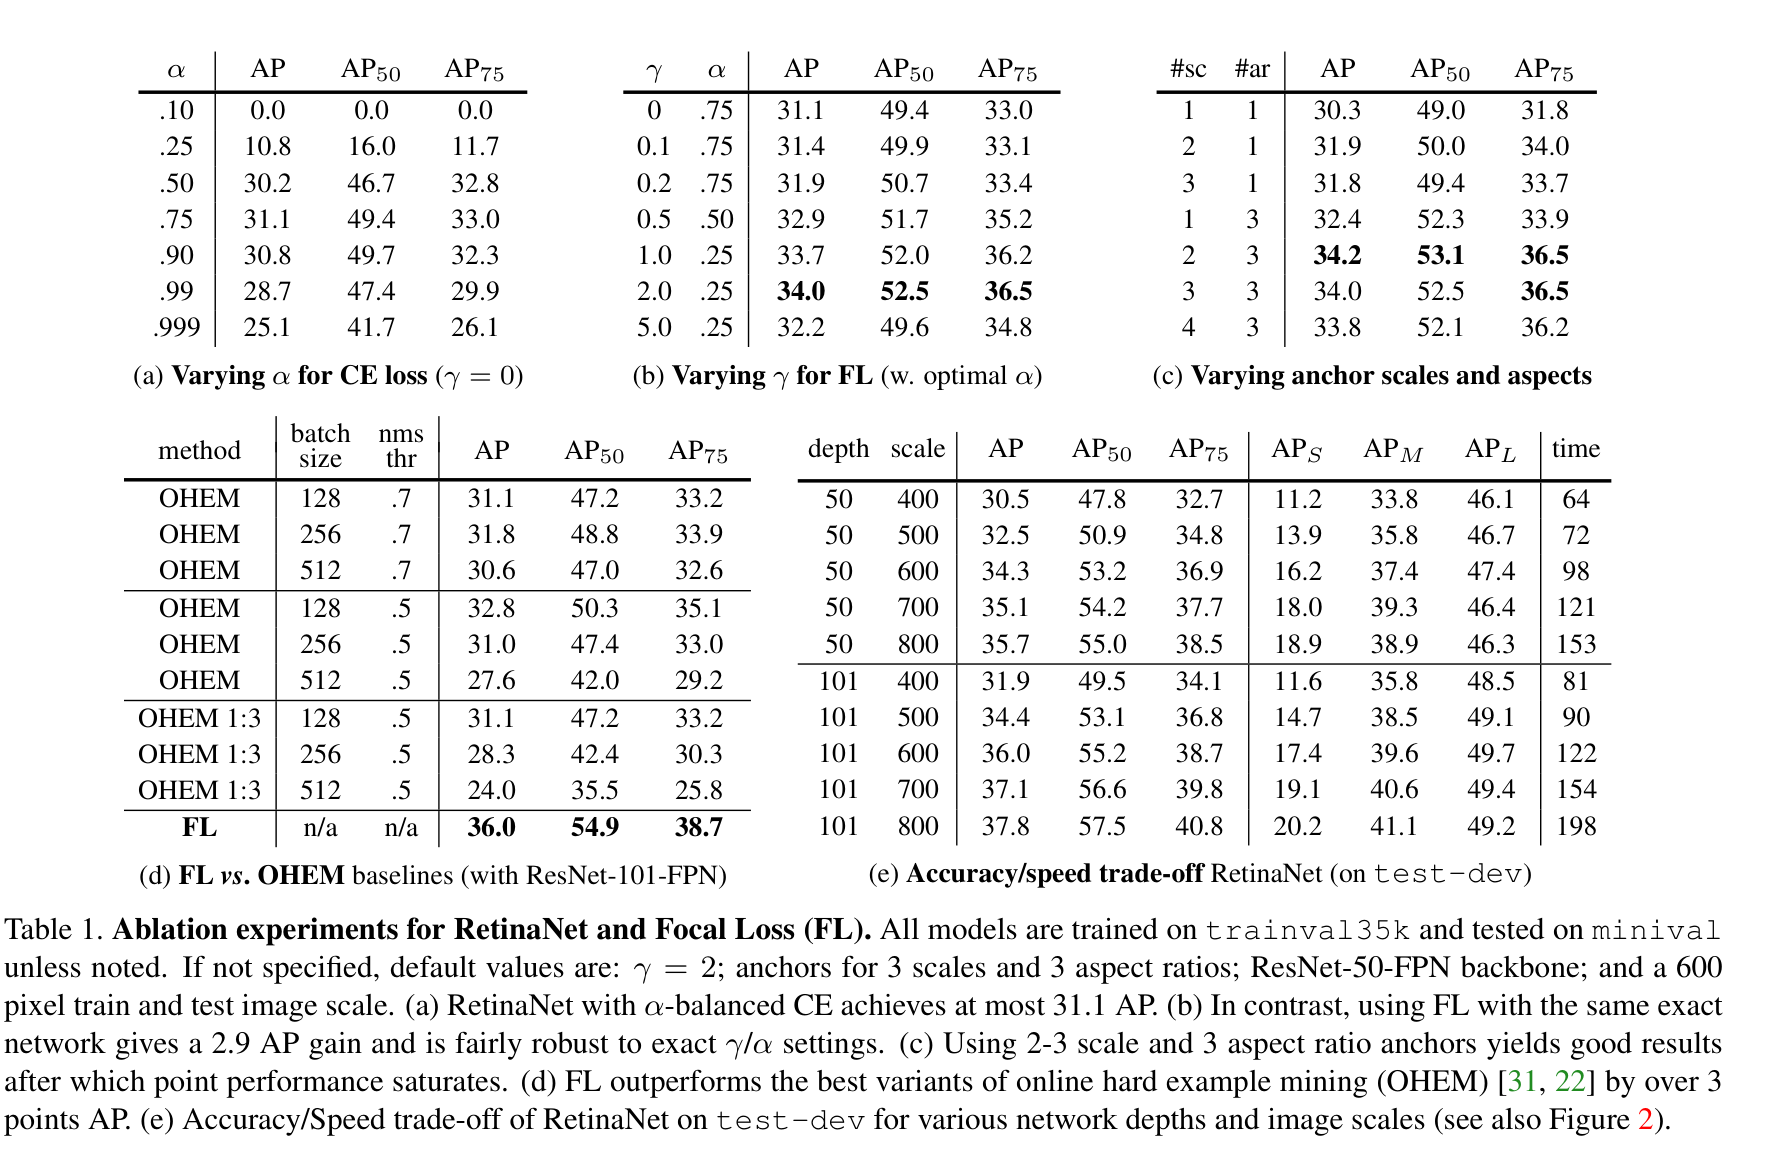 α AP AP50 AP75
.10 0.0 0.0 0.0
.25 10.8 16.0 11.7
.50 30.2 46.7 32.8
.75 31.1 49.4 33.0
.90 30.8 49.7 32.3
.99 28.7 47.4 29.9
.999 25.1 41.7 26.1
(a) Varying α for CE loss (γ = 0)
γ α AP AP50 AP75
0 .75 31.1 49.4 33.0
0.1 .75 31.4 49.9 33.1
0.2 .75 31.9 50.7 33.4
0.5 .50 32.9 51.7 35.2
1.0 .25 33.7 52.0 36.2
2.0 .25 34.0 52.5 36.5
5.0 .25 32.2 49.6 34.8
(b) Varying γ for FL (w. optimal α)
#sc #ar AP AP50 AP75
1 1 30.3 49.0 31.8
2 1 31.9 50.0 34.0
3 1 31.8 49.4 33.7
1 3 32.4 52.3 33.9
2 3 34.2 53.1 36.5
3 3 34.0 52.5 36.5
4 3 33.8 52.1 36.2
(c) Varying anchor scales and aspects
method batch size nms thr AP AP50 AP75
OHEM 128 .7 31.1 47.2 33.2
OHEM 256 .7 31.8 48.8 33.9
OHEM 512 .7 30.6 47.0 32.6
OHEM 128 .5 32.8 50.3 35.1
OHEM 256 .5 31.0 47.4 33.0
OHEM 512 .5 27.6 42.0 29.2
OHEM 1:3 128 .5 31.1 47.2 33.2
OHEM 1:3 256 .5 28.3 42.4 30.3
OHEM 1:3 512 .5 24.0 35.5 25.8
FL n/a n/a 36.0 54.9 38.7
(d) FL vs. OHEM baselines (with ResNet-101-FPN)
depth scale AP AP50 AP75 APS APM APL time
50 400 30.5 47.8 32.7 11.2 33.8 46.1 64
50 500 32.5 50.9 34.8 13.9 35.8 46.7 72
50 600 34.3 53.2 36.9 16.2 37.4 47.4 98
50 700 35.1 54.2 37.7 18.0 39.3 46.4 121
50 800 35.7 55.0 38.5 18.9 38.9 46.3 153
101 400 31.9 49.5 34.1 11.6 35.8 48.5 81
101 500 34.4 53.1 36.8 14.7 38.5 49.1 90
101 600 36.0 55.2 38.7 17.4 39.6 49.7 122
101 700 37.1 56.6 39.8 19.1 40.6 49.4 154
101 800 37.8 57.5 40.8 20.2 41.1 49.2 198
(e) Accuracy/speed trade-off RetinaNet (on test-dev)
Table 1. Ablation experiments for RetinaNet and Focal Loss (FL). All models are trained on trainval35k and tested on minival
unless noted. If not specified, default values are: γ = 2; anchors for 3 scales and 3 aspect ratios; ResNet-50-FPN backbone; and a 600
pixel train and test image scale. (a) RetinaNet with α-balanced CE achieves at most 31.1 AP. (b) In contrast, using FL with the same exact
network gives a 2.9 AP gain and is fairly robust to exact γ/α settings. (c) Using 2-3 scale and 3 aspect ratio anchors yields good results
after which point performance saturates. (d) FL outperforms the best variants of online hard example mining (OHEM) [31, 22] by over 3
points AP. (e) Accuracy/Speed trade-off of RetinaNet on test-dev for various network depths and image scales (see also Figure 2).